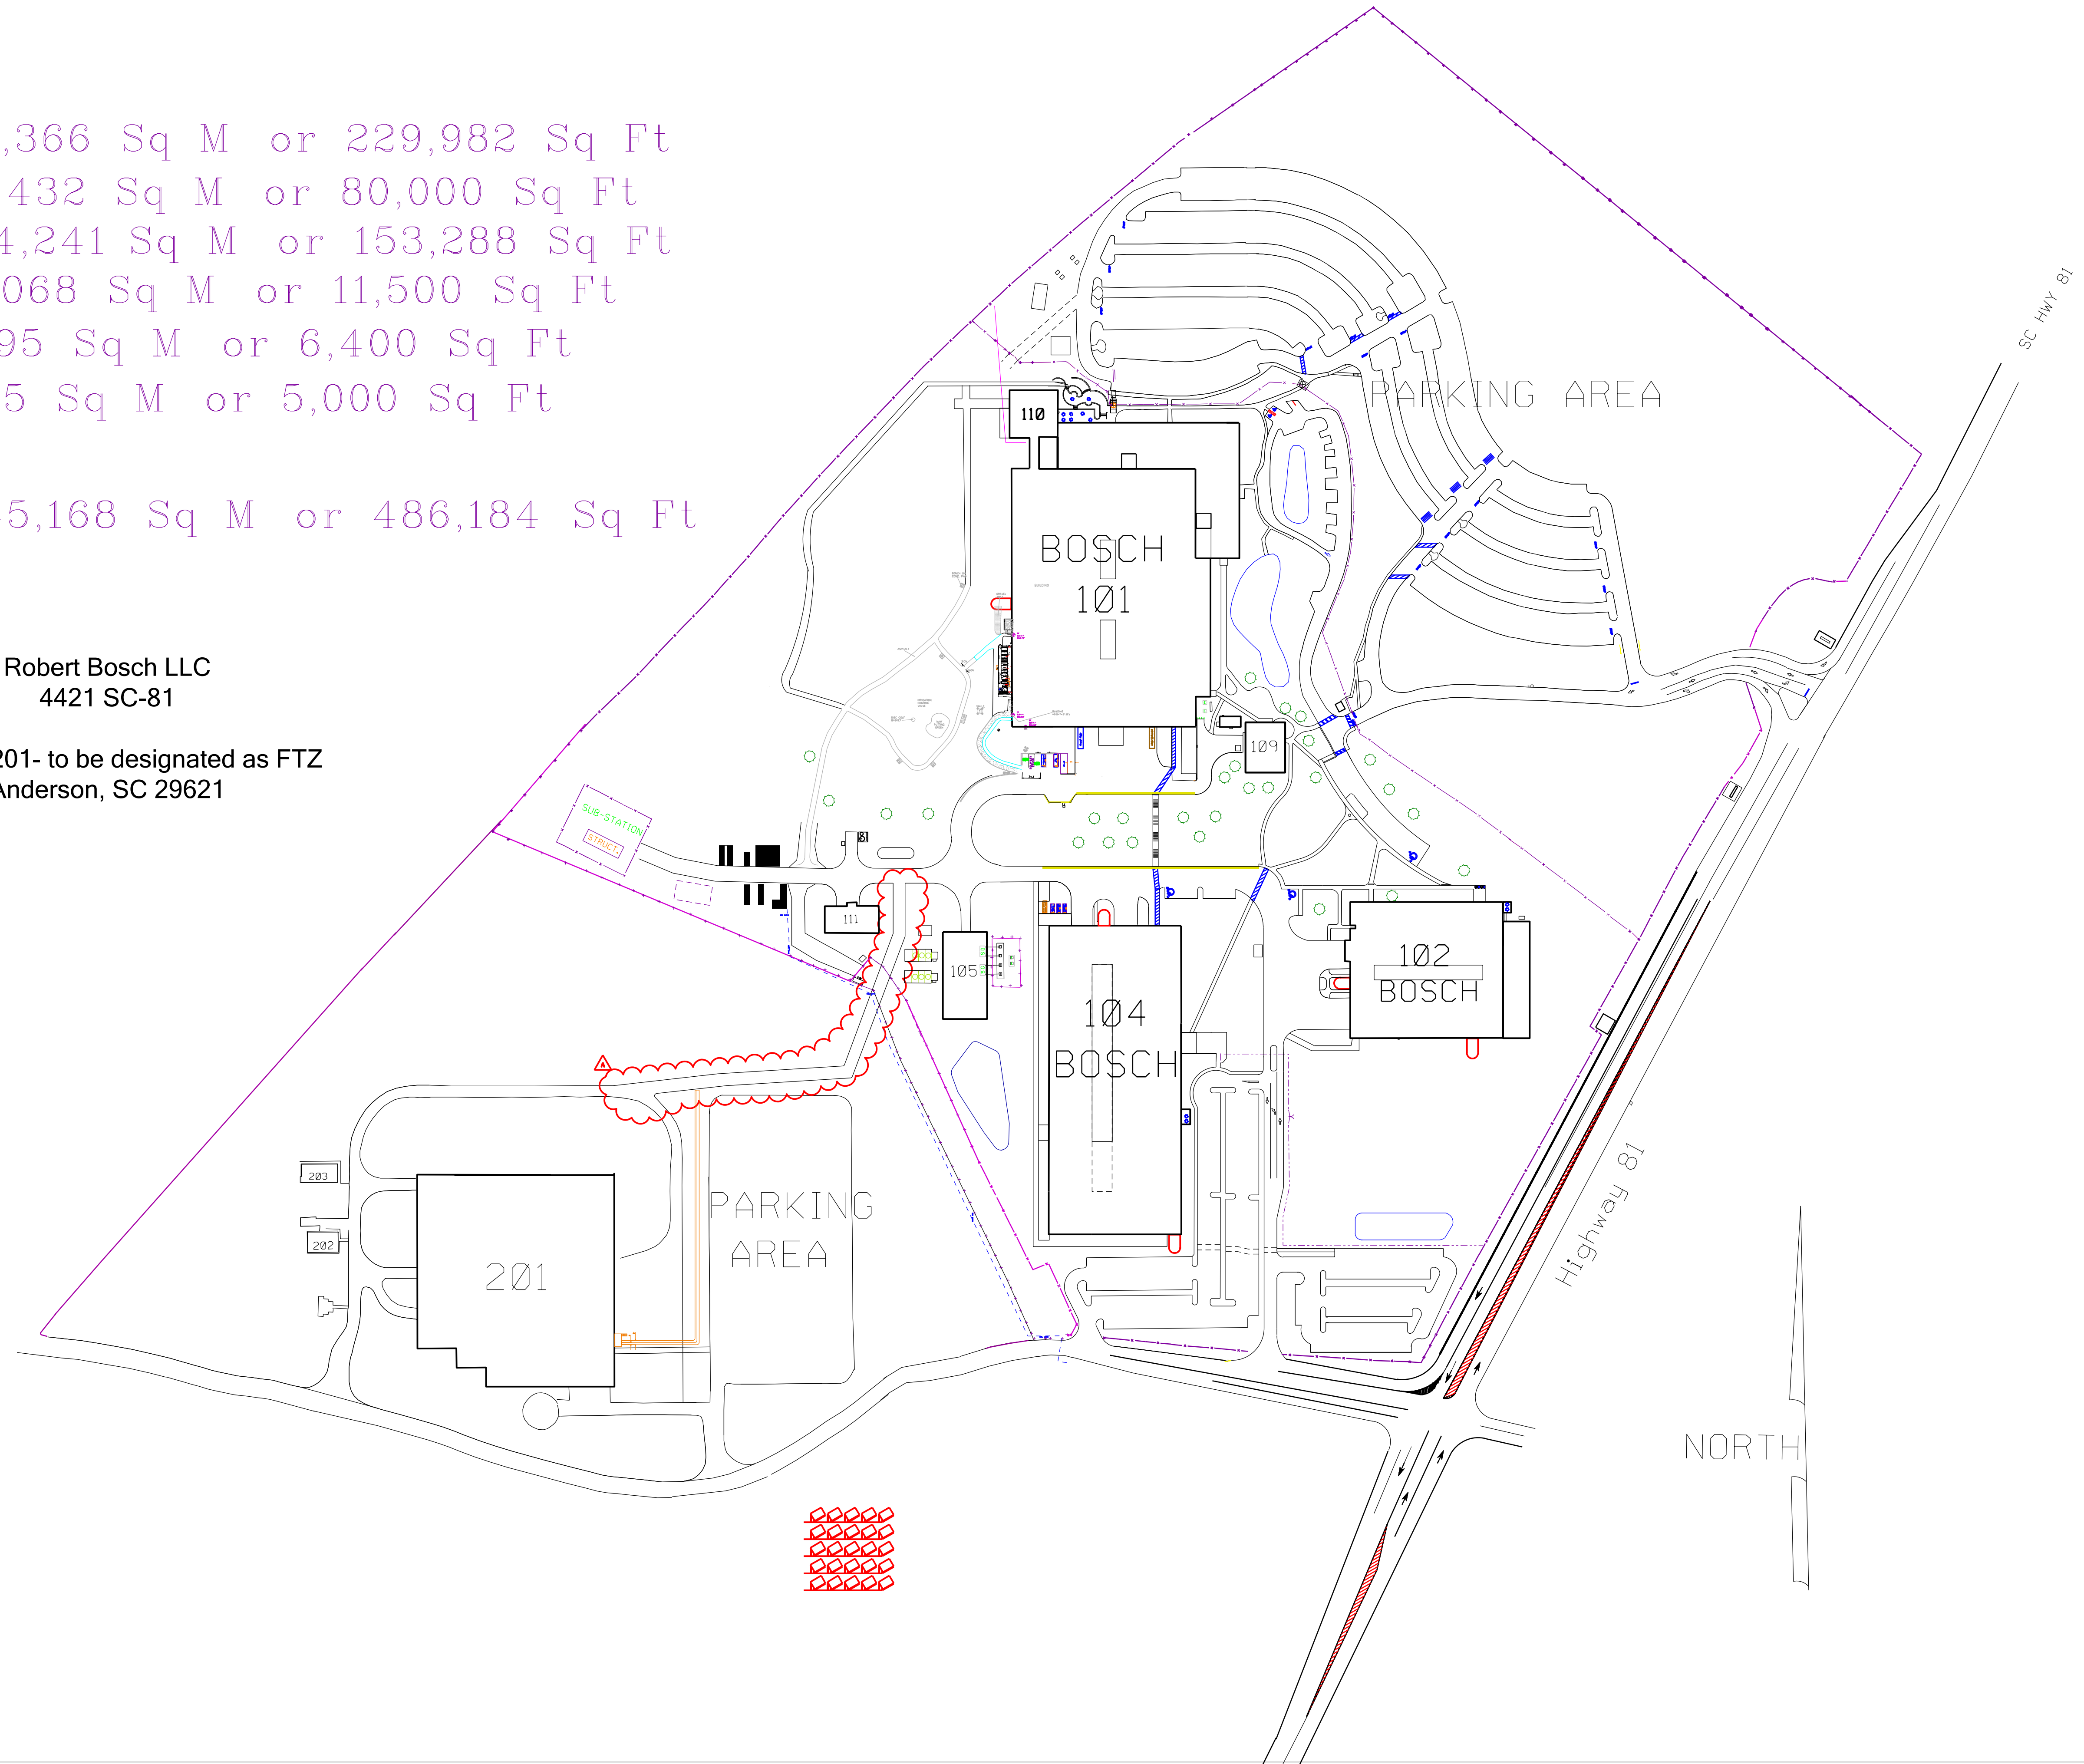 ,366 Sq M or 229,982 Sq Ft
432 Sq M or 80,000 Sq Ft
4,241 Sq M or 153,288 Sq Ft
068 Sq M or 11,500 Sq Ft
95 Sq M or 6,400 Sq Ft
5 Sq M or 5,000 Sq Ft
5,168 Sq M or 486,184 Sq Ft
Robert Bosch LLC
4421 SC-81
201- to be designated as FTZ
Anderson, SC 29621
SC HWY 81
PARKING AREA
110
BOSCH
101
109
SUB-STATION
STRUCT.
111
105
102
BOSCH
104
BOSCH
203
202
201
PARKING
AREA
Highway 81
NORTH